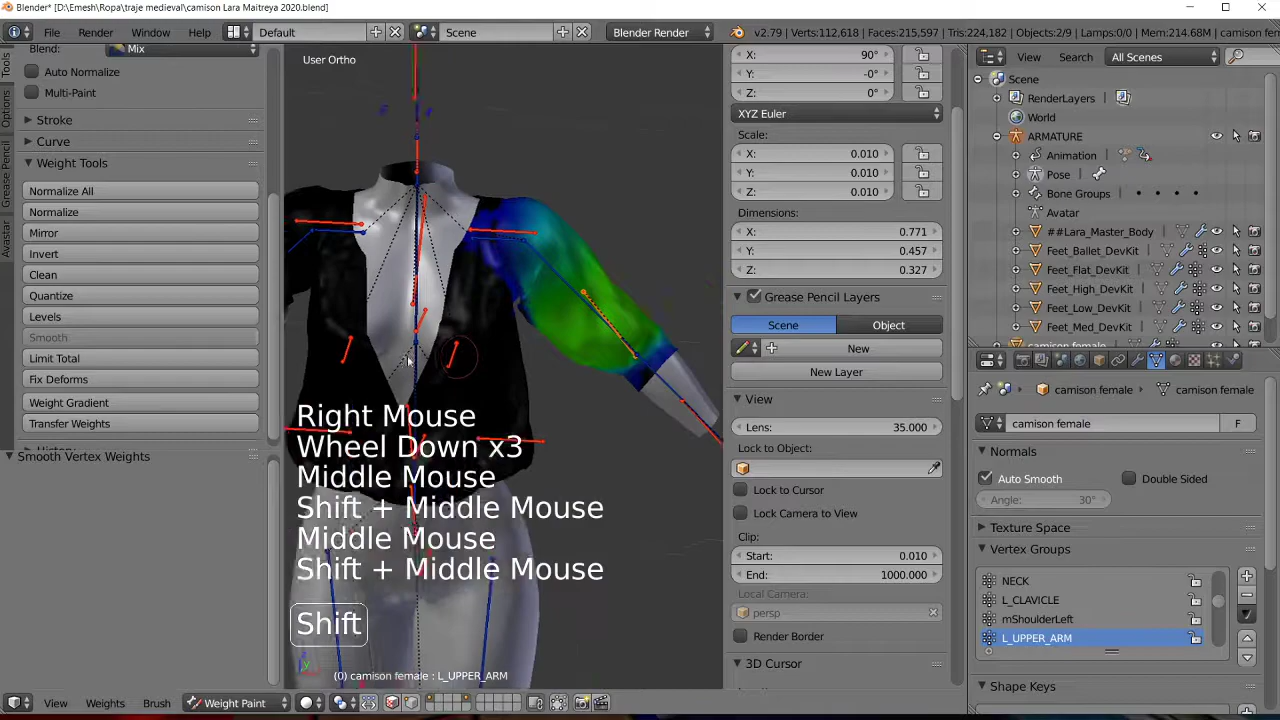 Blender* [D:\Emesh\Ropa\traje medieval\camison Lara Maitreya 2020.blend]
File Render Window Help Default Scene Blender Render v2.79 | Verts:112,618 | Faces:215,597 | Tris:224,182 | Objects:2/9 | Lamps:0/0 | Mem:214.68M | camison fem
Blend: Mix
Auto Normalize
Multi-Paint
Stroke
Curve
Weight Tools
Normalize All
Normalize
Mirror
Invert
Clean
Quantize
Levels
Smooth
Limit Total
Fix Deforms
Weight Gradient
Transfer Weights
Smooth Vertex Weights
Tools
Options
Grease Pencil
Avastar
User Ortho
Right Mouse
Wheel Down x3
Middle Mouse
Shift + Middle Mouse
Middle Mouse
Shift + Middle Mouse
Shift
(0) camison female : L_UPPER_ARM
View Weights Brush Weight Paint
X: 90°
Y: -0°
Z: 0°
XYZ Euler
Scale:
X: 0.010
Y: 0.010
Z: 0.010
Dimensions:
X: 0.771
Y: 0.457
Z: 0.327
Grease Pencil Layers
Scene Object
New
New Layer
View
Lens: 35.000
Lock to Object:
Lock to Cursor
Lock Camera to View
Clip:
Start: 0.010
End: 1000.000
Local Camera:
persp
Render Border
3D Cursor
View Search All Scenes
Scene
RenderLayers
World
ARMATURE
Animation
Pose
Bone Groups
Avatar
##Lara_Master_Body
Feet_Ballet_DevKit
Feet_Flat_DevKit
Feet_High_DevKit
Feet_Low_DevKit
Feet_Med_DevKit
camison female
camison female camison female
camison female F
Normals
Auto Smooth Double Sided
Angle: 30°
Texture Space
Vertex Groups
NECK
L_CLAVICLE
mShoulderLeft
L_UPPER_ARM
Shape Keys